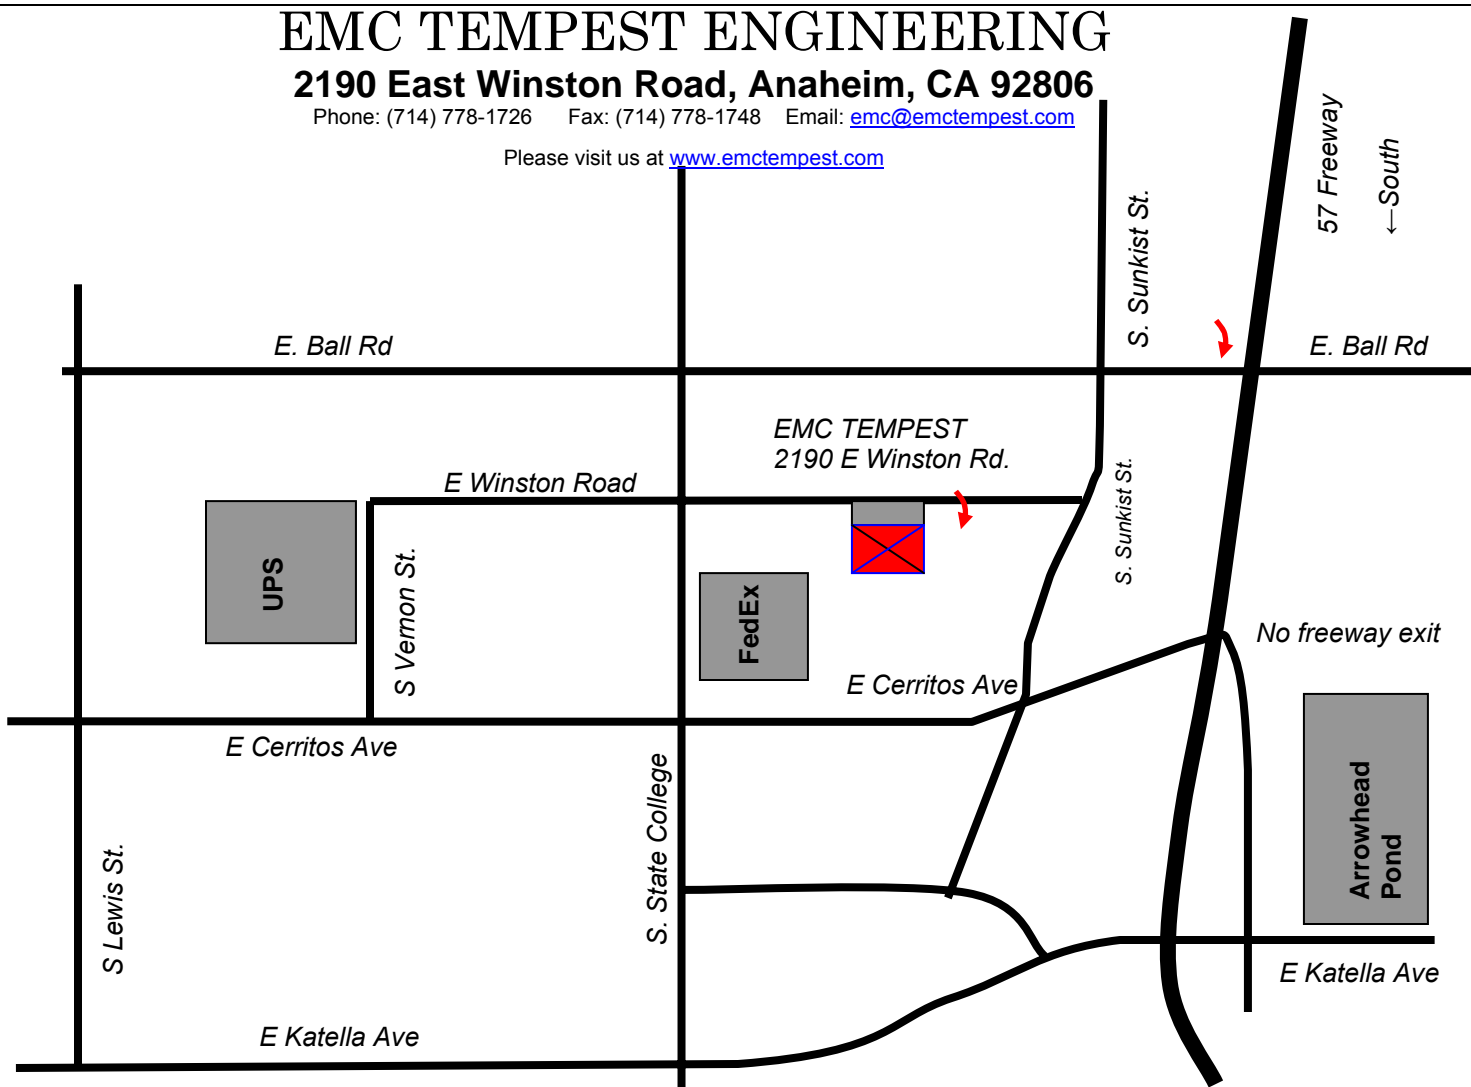 EMC TEMPEST ENGINEERING
2190 East Winston Road, Anaheim, CA 92806
Phone: (714) 778-1726 Fax: (714) 778-1748 Email: emc@emctempest.com
Please visit us at www.emctempest.com
57 Freeway
←South
S. Sunkist St.
E. Ball Rd
E. Ball Rd
EMC TEMPEST
2190 E Winston Rd.
E Winston Road
S. Sunkist St.
UPS
S Vernon St.
FedEx
No freeway exit
E Cerritos Ave
E Cerritos Ave
S. State College
Arrowhead
Pond
S Lewis St.
E Katella Ave
E Katella Ave